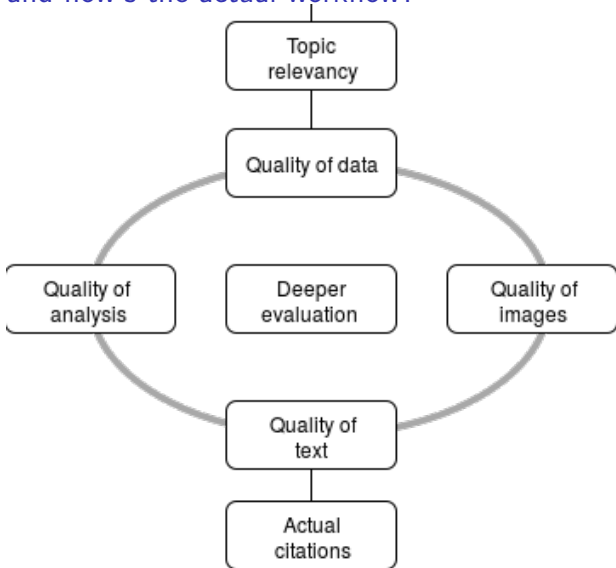 and how's the actual workflow?
Topic
relevancy
Quality of data
Quality of
analysis
Deeper
evaluation
Quality of
images
Quality of
text
Actual
citations